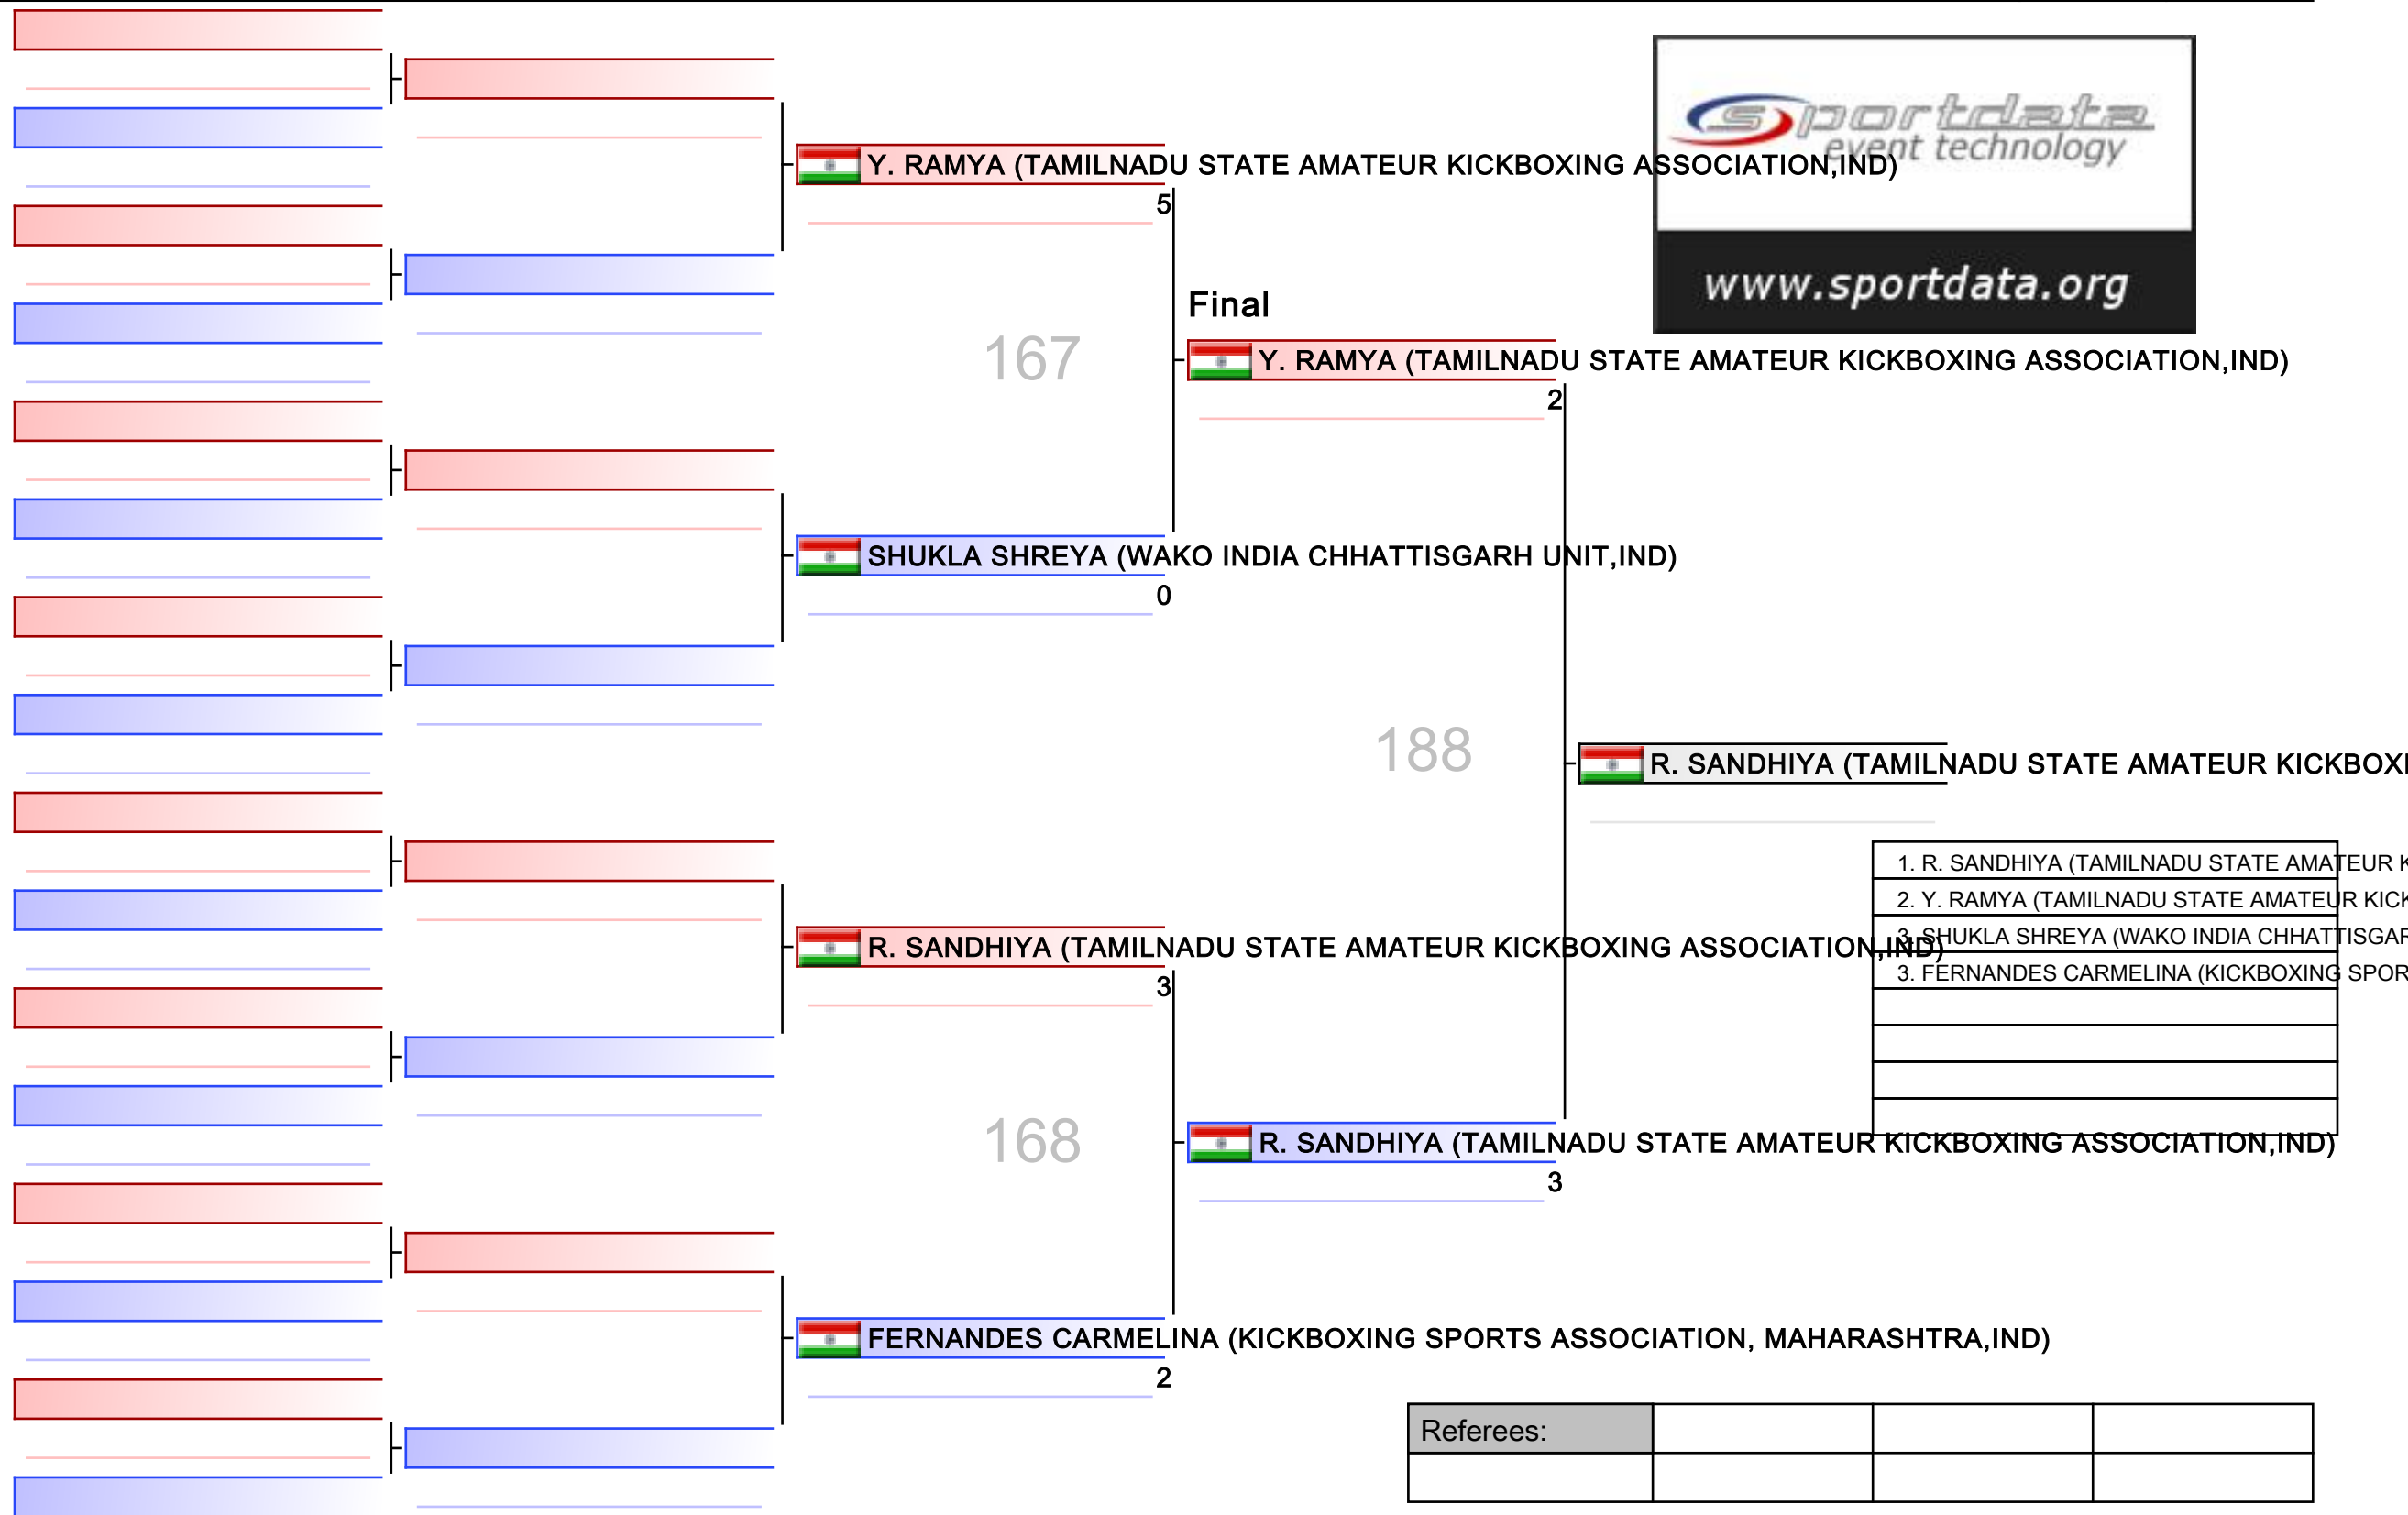 sportdata
event technology
www.sportdata.org
Y. RAMYA (TAMILNADU STATE AMATEUR KICKBOXING ASSOCIATION,IND)
5
Final
167
Y. RAMYA (TAMILNADU STATE AMATEUR KICKBOXING ASSOCIATION,IND)
2
SHUKLA SHREYA (WAKO INDIA CHHATTISGARH UNIT,IND)
0
188
R. SANDHIYA (TAMILNADU STATE AMATEUR KICKBOXI
1. R. SANDHIYA (TAMILNADU STATE AMATEUR K
2. Y. RAMYA (TAMILNADU STATE AMATEUR KICK
3. SHUKLA SHREYA (WAKO INDIA CHHATTISGAR
3. FERNANDES CARMELINA (KICKBOXING SPOR
R. SANDHIYA (TAMILNADU STATE AMATEUR KICKBOXING ASSOCIATION,IND)
3
168
R. SANDHIYA (TAMILNADU STATE AMATEUR KICKBOXING ASSOCIATION,IND)
3
FERNANDES CARMELINA (KICKBOXING SPORTS ASSOCIATION, MAHARASHTRA,IND)
2
Referees: